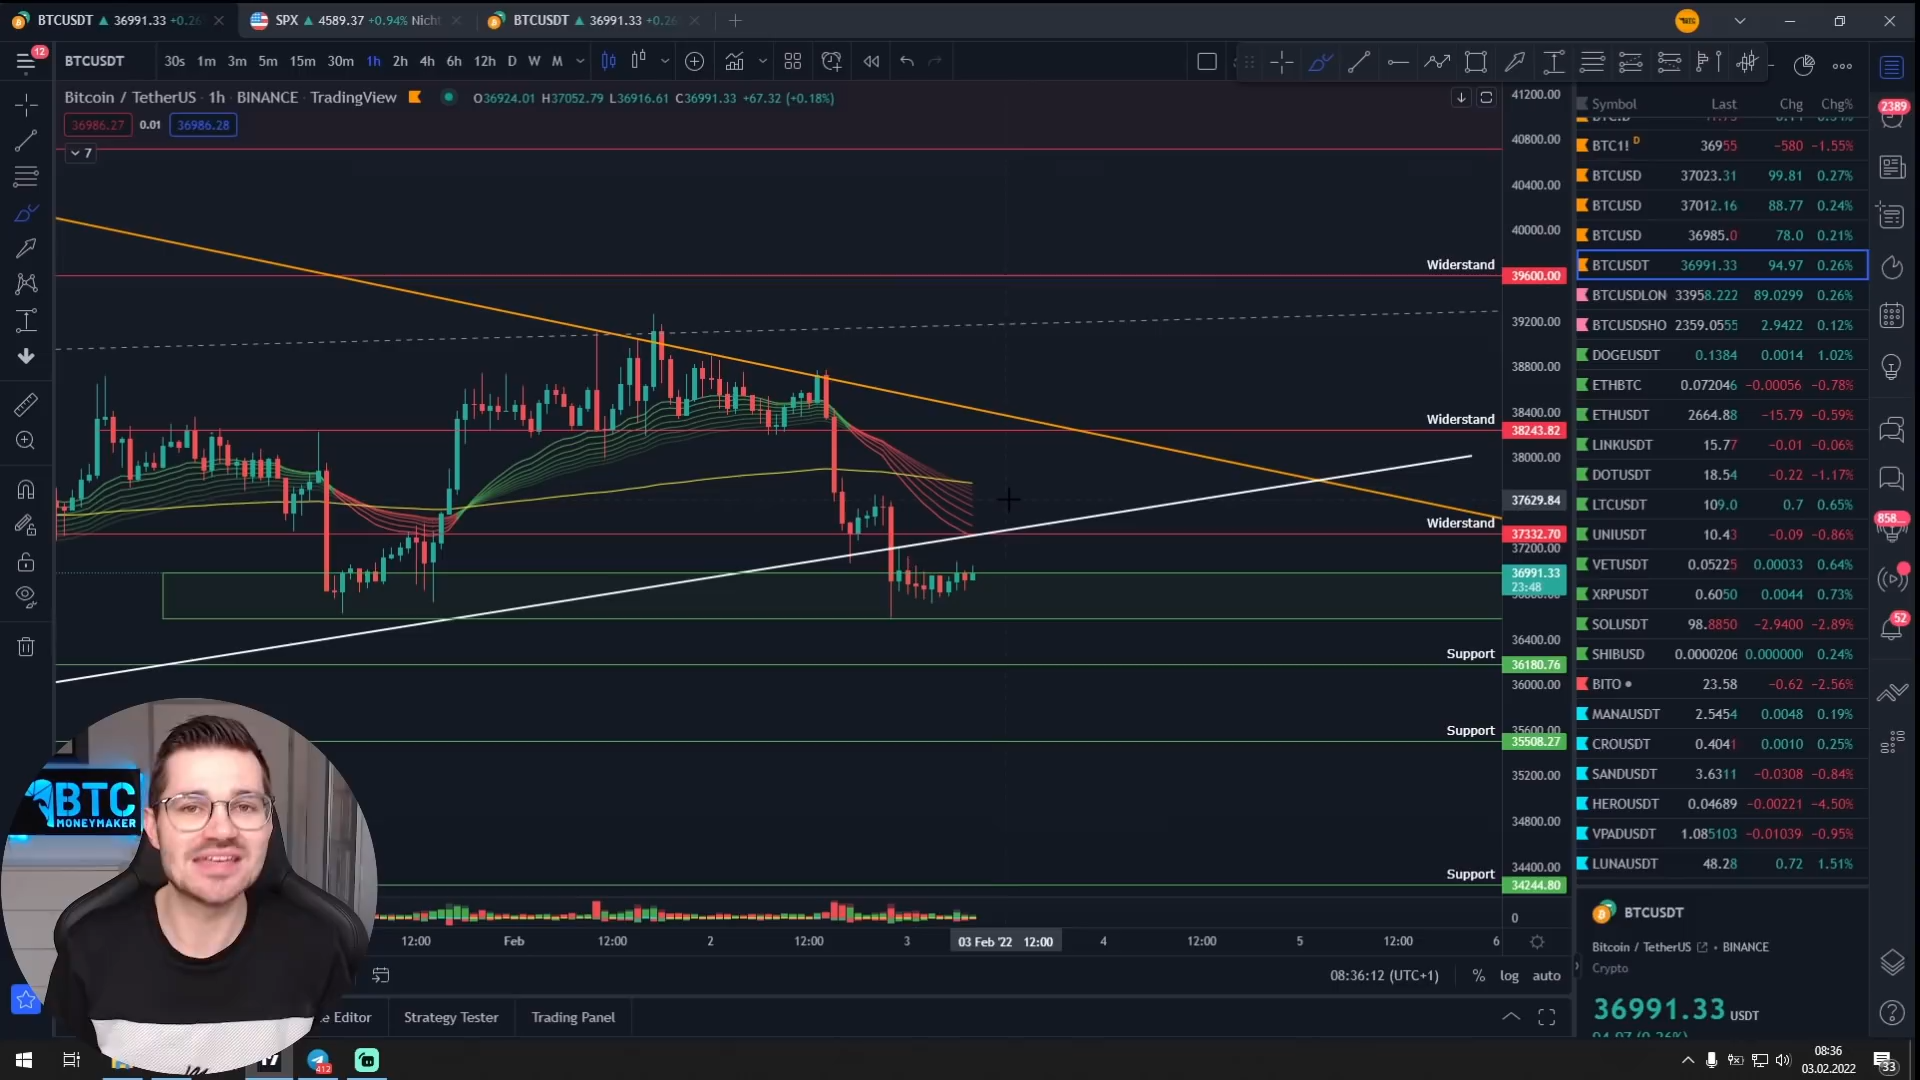 BTCUSDT ▲ 36991.33 +0.26
SPX ▲ 4589.37 +0.94% Nicht
BTCUSDT ▲ 36991.33 +0.26
12
BTCUSDT
30s 1m 3m 5m 15m 30m 1h 2h 4h 6h 12h D W M
Bitcoin / TetherUS · 1h · BINANCE · TradingView
O36924.01 H37052.79 L36916.61 C36991.33 +67.32 (+0.18%)
36986.27 0.01 36986.28
7
41200.00
40800.00
40400.00
40000.00
Widerstand 39600.00
39200.00
38800.00
38400.00
Widerstand 38243.82
38000.00
37629.84
Widerstand 37332.70
37200.00
36991.33
23:48
36400.00
Support 36180.76
36000.00
35600.00
Support 35508.27
35200.00
34800.00
34400.00
Support 34244.80
0
12:00 Feb 12:00 2 12:00 3 03 Feb '22 12:00 4 12:00 5 12:00 6
08:36:12 (UTC+1) % log auto
e Editor Strategy Tester Trading Panel
BTC
MONEYMAKER
Symbol Last Chg Chg%
BTC1! D 36955 −580 −1.55%
BTCUSD 37023.31 99.81 0.27%
BTCUSD 37012.16 88.77 0.24%
BTCUSD 36985.0 78.0 0.21%
BTCUSDT 36991.33 94.97 0.26%
BTCUSDLON 33958.222 89.0299 0.26%
BTCUSDSHO 2359.0555 2.9422 0.12%
DOGEUSDT 0.1384 0.0014 1.02%
ETHBTC 0.072046 −0.00056 −0.78%
ETHUSDT 2664.88 −15.79 −0.59%
LINKUSDT 15.77 −0.01 −0.06%
DOTUSDT 18.54 −0.22 −1.17%
LTCUSDT 109.0 0.7 0.65%
UNIUSDT 10.43 −0.09 −0.86%
VETUSDT 0.05225 0.00033 0.64%
XRPUSDT 0.6050 0.0044 0.73%
SOLUSDT 98.8850 −2.9400 −2.89%
SHIBUSD 0.0000206 0.000000 0.24%
BITO 23.58 −0.62 −2.56%
MANAUSDT 2.5454 0.0048 0.19%
CROUSDT 0.4041 0.0010 0.25%
SANDUSDT 3.6311 −0.0308 −0.84%
HEROUSDT 0.04689 −0.00221 −4.50%
VPADUSDT 1.085103 −0.01039 −0.95%
LUNAUSDT 48.28 0.72 1.51%
BTCUSDT
Bitcoin / TetherUS • BINANCE
Crypto
36991.33 USDT
2389
858...
52
412
08:36
03.02.2022
33